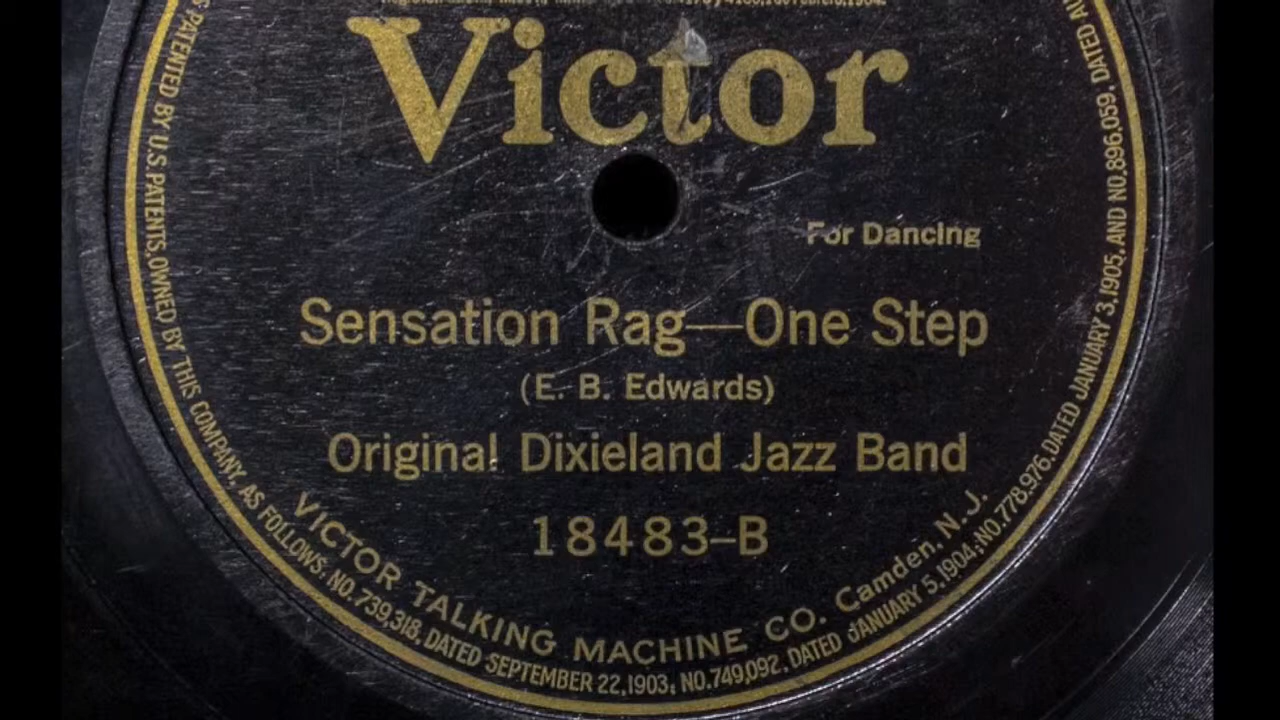 Victor
For Dancing
Sensation Rag—One Step
(E. B. Edwards)
Original Dixieland Jazz Band
18483-B
VICTOR TALKING MACHINE CO. Camden, N. J.
PATENTED BY U.S. PATENTS, OWNED BY THIS COMPANY, AS FOLLOWS: NO. 739,318, DATED SEPTEMBER 22, 1903; NO. 749,092, DATED JANUARY 5, 1904; NO. 778,976, DATED JANUARY 3, 1905, AND NO. 896,059, DATED